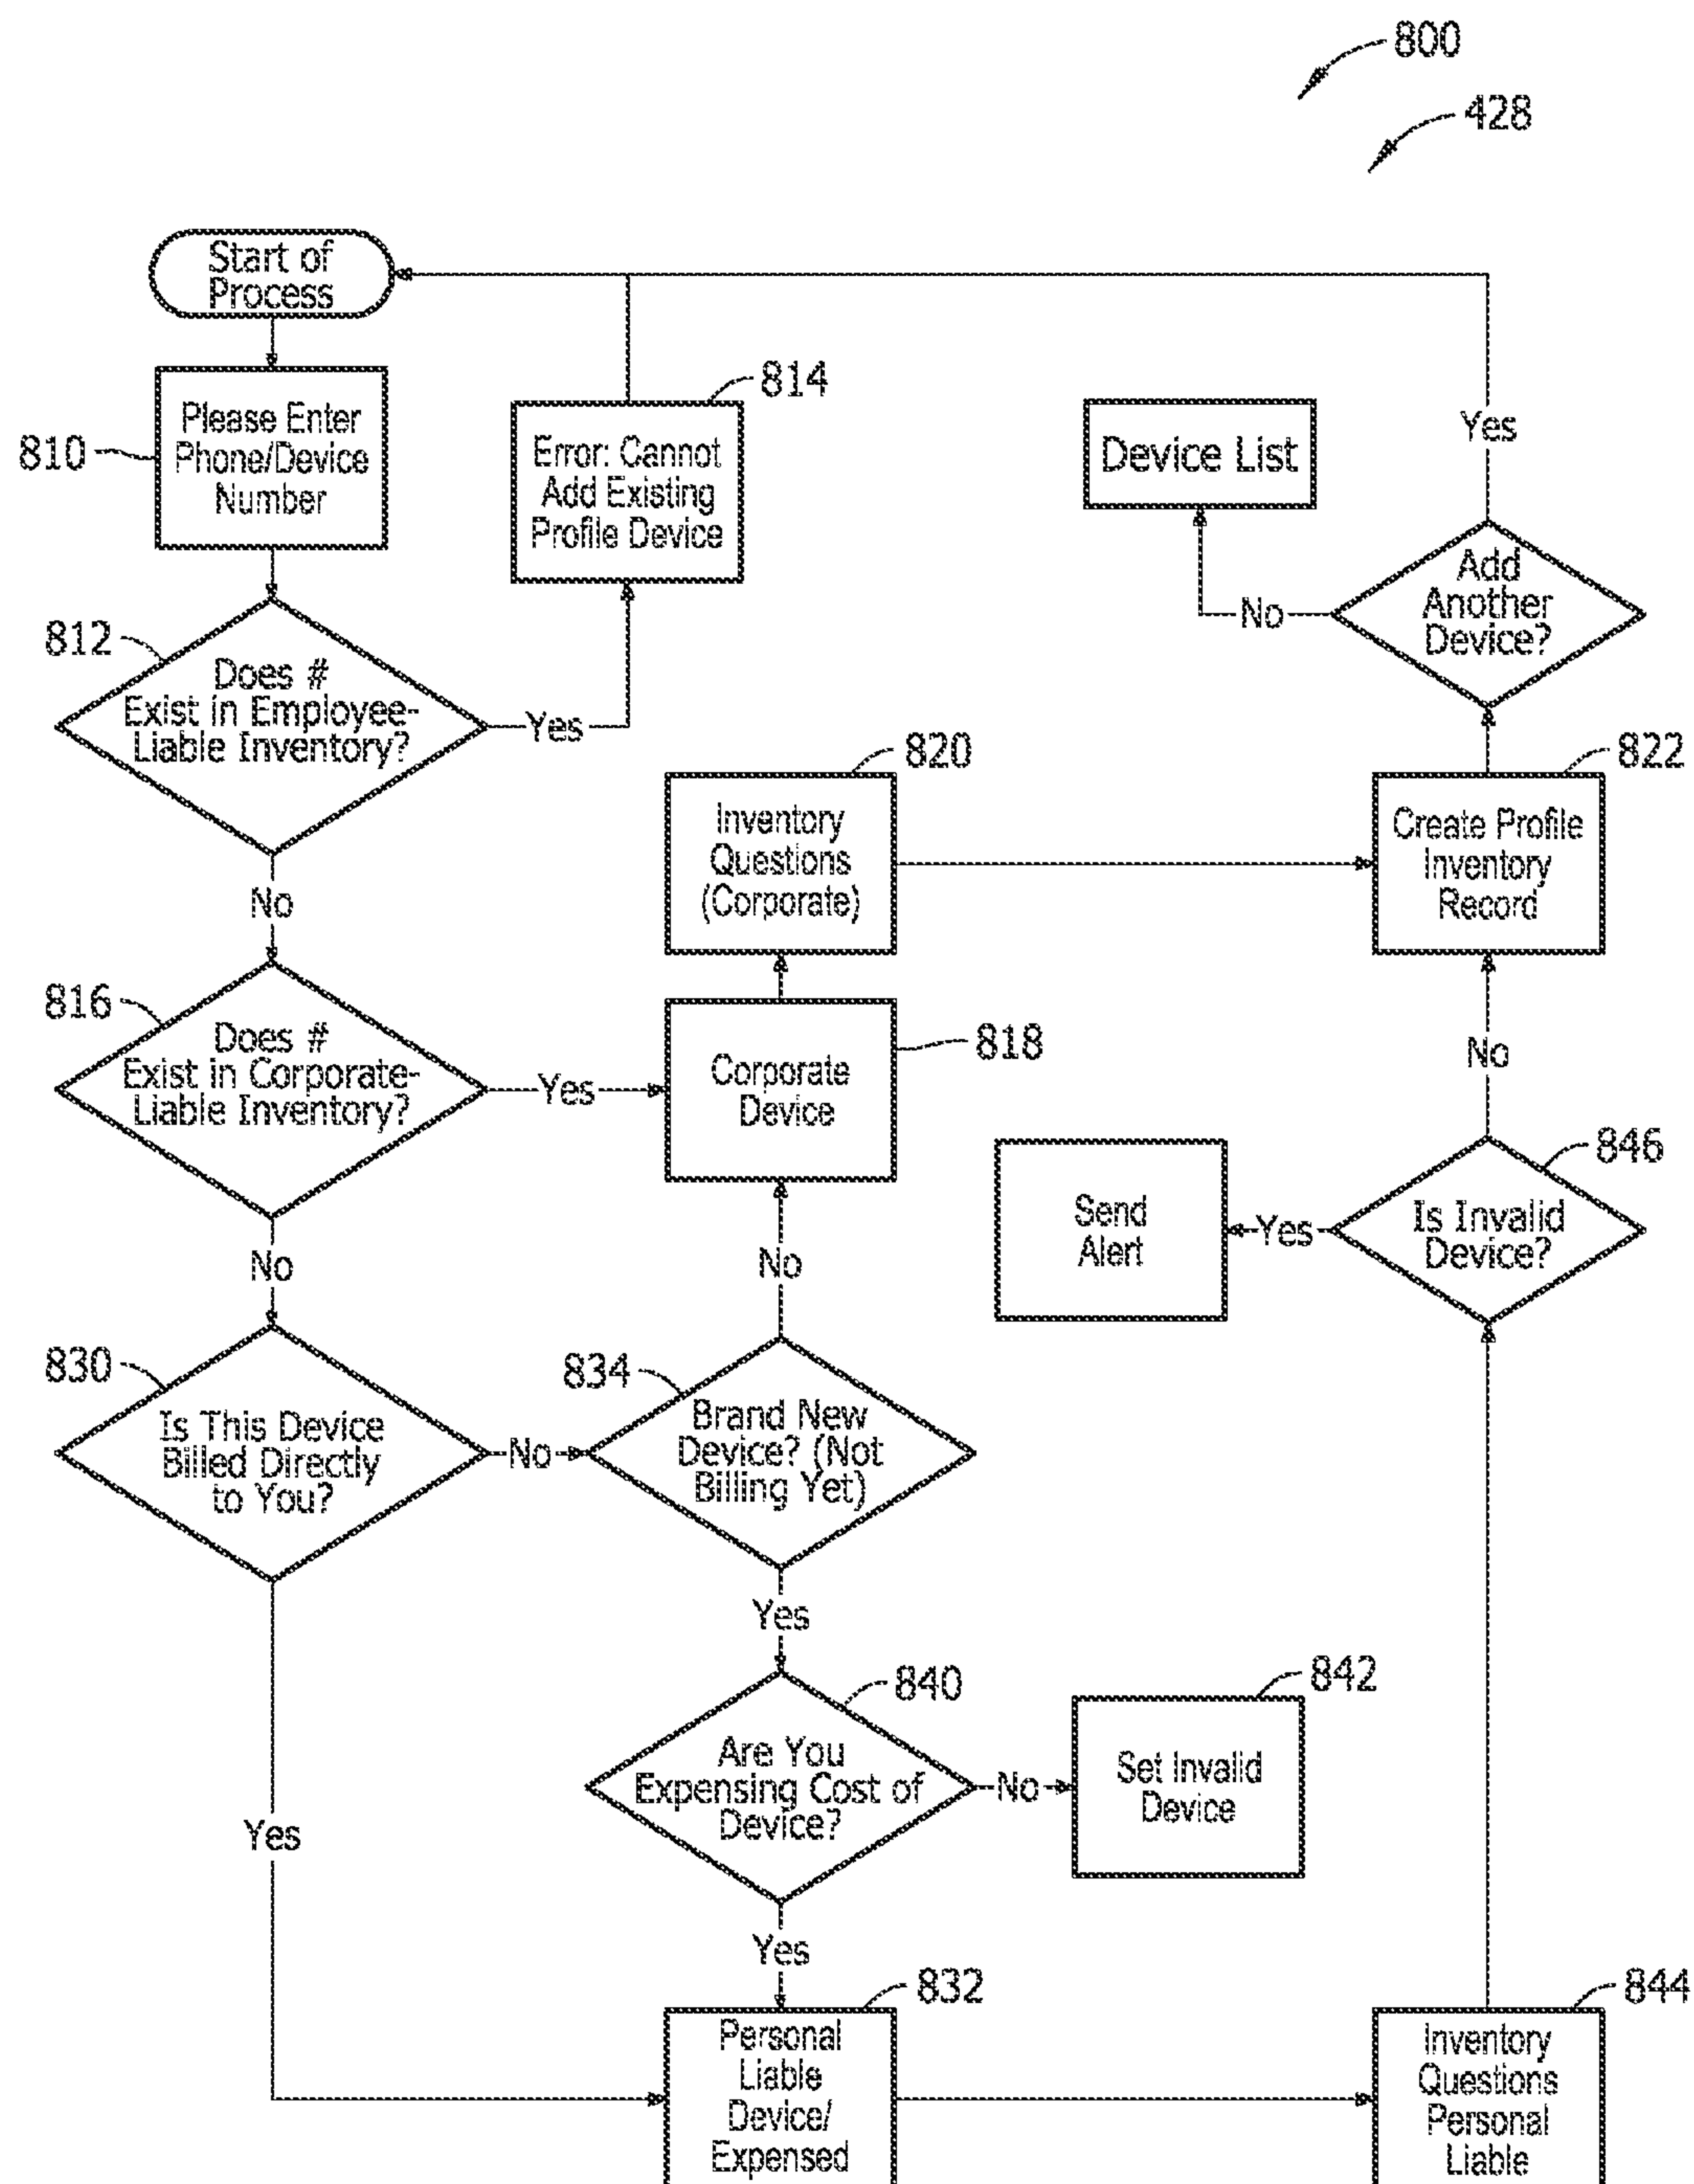 800
428
Start of
Process
810
Please Enter
Phone/Device
Number
814
Error: Cannot
Add Existing
Profile Device
Device List
Yes
Add
Another
Device?
No
812
Does #
Exist in Employee-
Liable Inventory?
Yes
No
820
Inventory
Questions
(Corporate)
822
Create Profile
Inventory
Record
816
Does #
Exist in Corporate-
Liable Inventory?
Yes
818
Corporate
Device
No
No
No
846
Is Invalid
Device?
Yes
Send
Alert
830
Is This Device
Billed Directly
to You?
No
834
Brand New
Device? (Not
Billing Yet)
Yes
840
Are You
Expensing Cost of
Device?
No
842
Set Invalid
Device
Yes
Yes
832
Personal
Liable
Device/
Expensed
844
Inventory
Questions
Personal
Liable